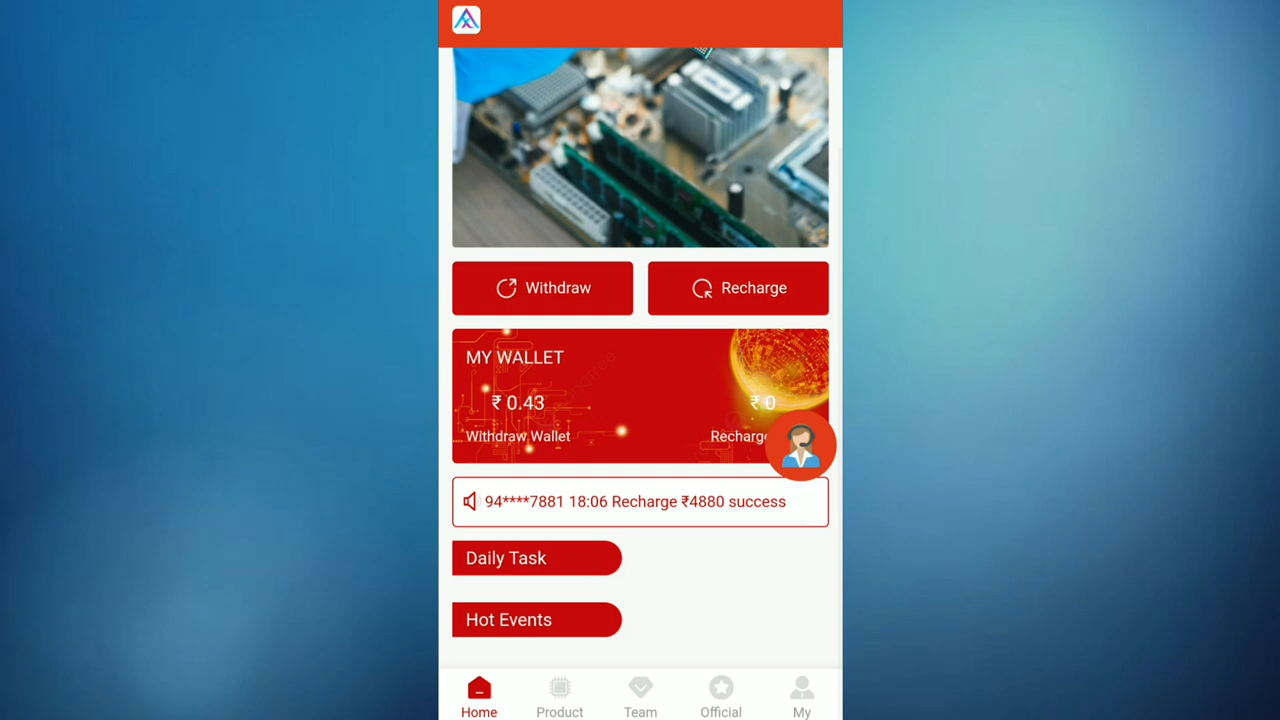 Withdraw
Recharge
MY WALLET
₹ 0.43
₹ 0
Withdraw Wallet
94****7881 18:06 Recharge ₹4880 success
Daily Task
Hot Events
Home
Product
Team
Official
My